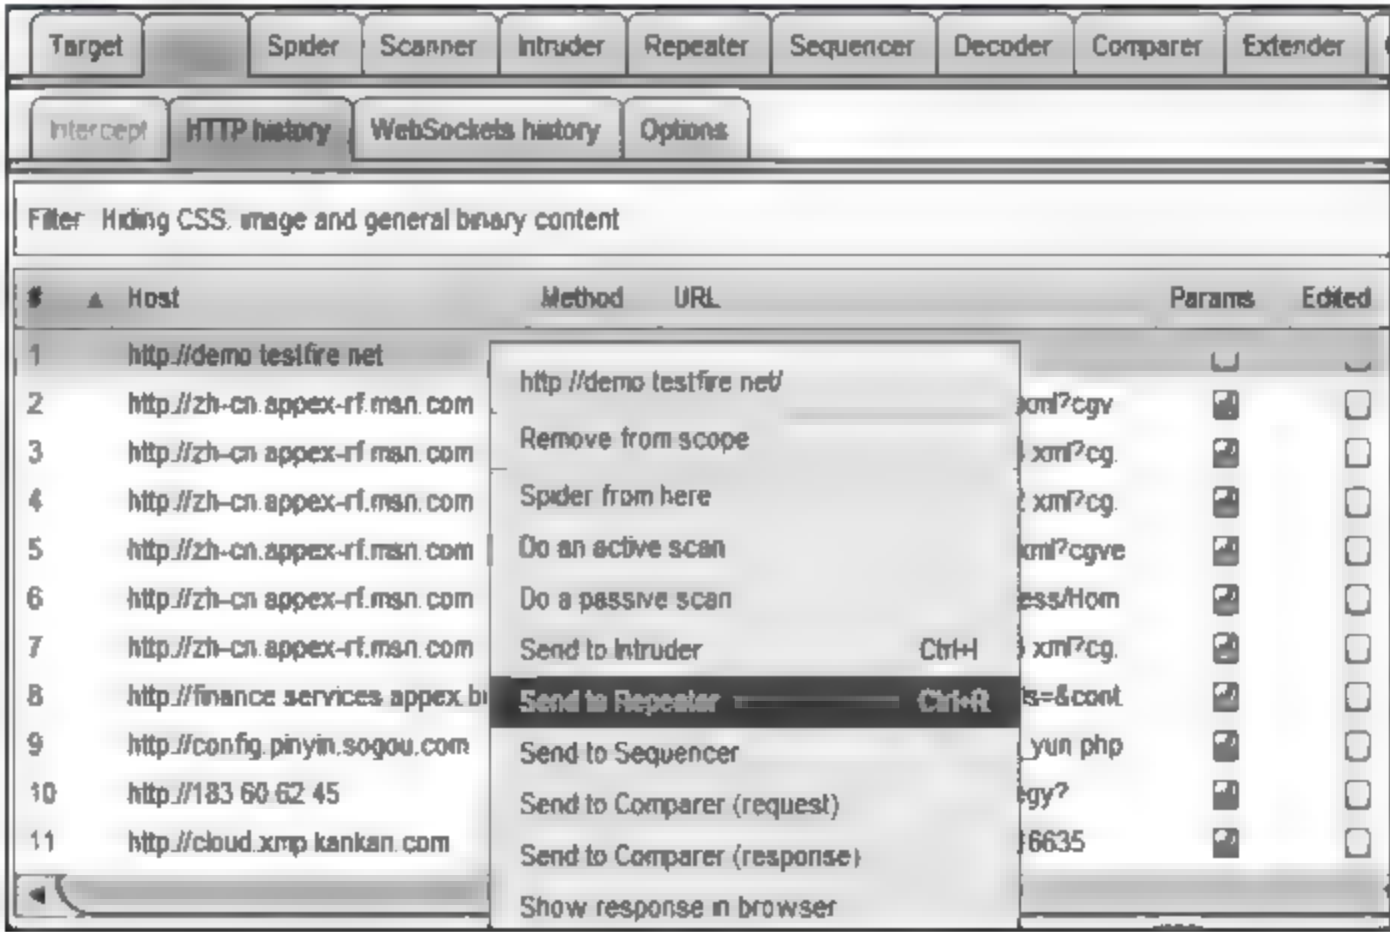 Target Spider Scanner Intruder Repeater Sequencer Decoder Comparer Extender
Intercept HTTP history WebSockets history Options
Filter Hiding CSS, image and general binary content
# Host Method URL Params Edited
1 http://demo testfire net
2 http://zh-cn.appex-rf.msn.com xml?cgv
3 http://zh-cn appex-rf msn.com xml?cg.
4 http://zh-cn.appex-rf.msn.com xml?cg.
5 http://zh-cn.appex-rf.msn.com xml?cgve
6 http://zh-cn appex-rf.msn.com ess/Hom
7 http://zh-cn.appex-rf.msn.com xml?cg.
8 http://finance services appex.bi ts=&cont
9 http://config.pinyin.sogou.com _yun php
10 http://183 60 62 45 egy?
11 http://cloud.xmp kankan.com 6635
http //demo testfire net/
Remove from scope
Spider from here
Do an active scan
Do a passive scan
Send to Intruder Ctrl+I
Send to Repeater Ctrl+R
Send to Sequencer
Send to Comparer (request)
Send to Comparer (response)
Show response in browser